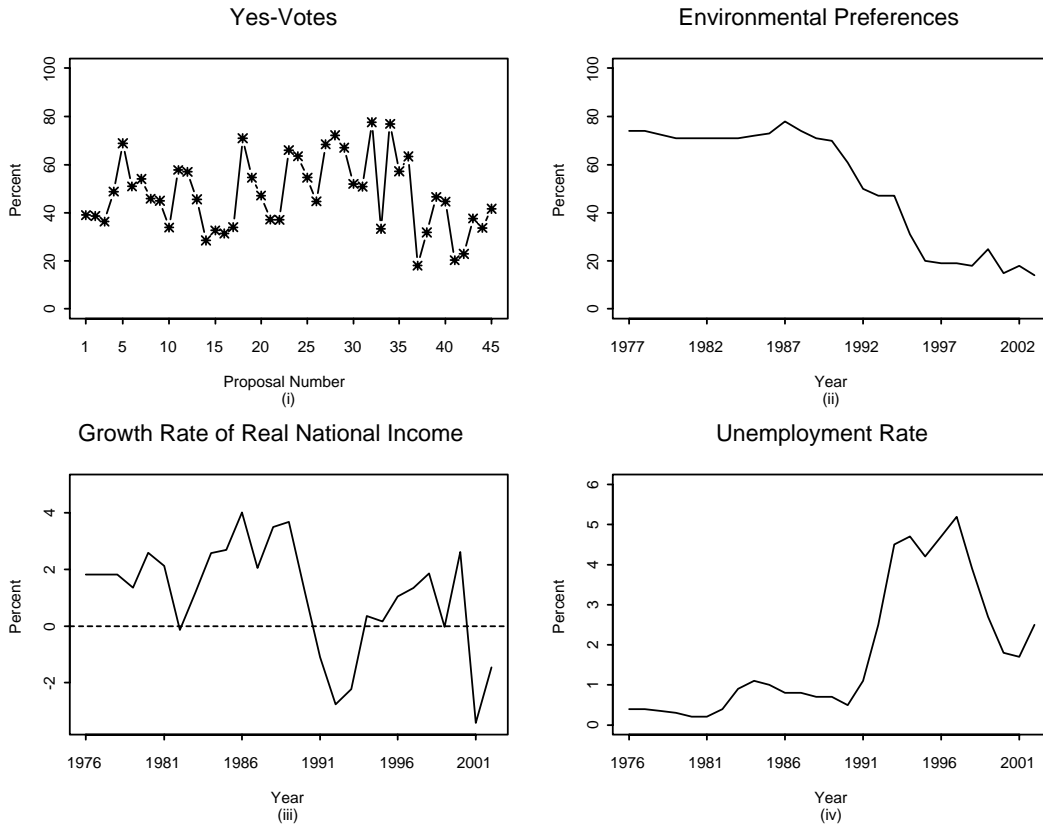 Yes-Votes
Percent
0 20 40 60 80 100
1 5 10 15 20 25 30 35 40 45
Proposal Number
(i)
Environmental Preferences
Percent
0 20 40 60 80 100
1977 1982 1987 1992 1997 2002
Year
(ii)
Growth Rate of Real National Income
Percent
-2 0 2 4
1976 1981 1986 1991 1996 2001
Year
(iii)
Unemployment Rate
Percent
0 1 2 3 4 5 6
1976 1981 1986 1991 1996 2001
Year
(iv)